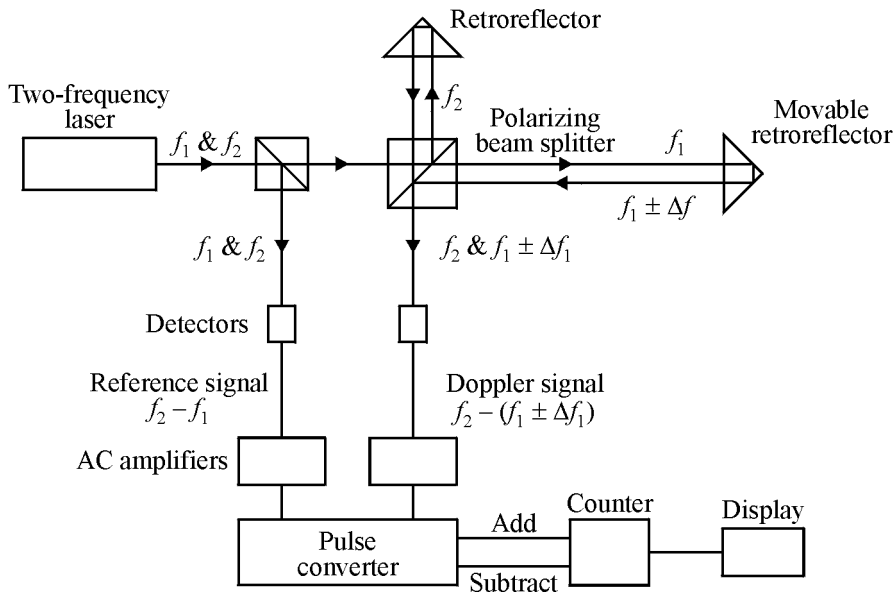 Retroreflector
Two-frequency
laser
f₁ & f₂
f₂
Polarizing
beam splitter
f₁
Movable
retroreflector
f₁ ± Δf
f₁ & f₂
f₂ & f₁ ± Δf₁
Detectors
Reference signal
f₂ − f₁
Doppler signal
f₂ − (f₁ ± Δf₁)
AC amplifiers
Pulse
converter
Add
Subtract
Counter
Display